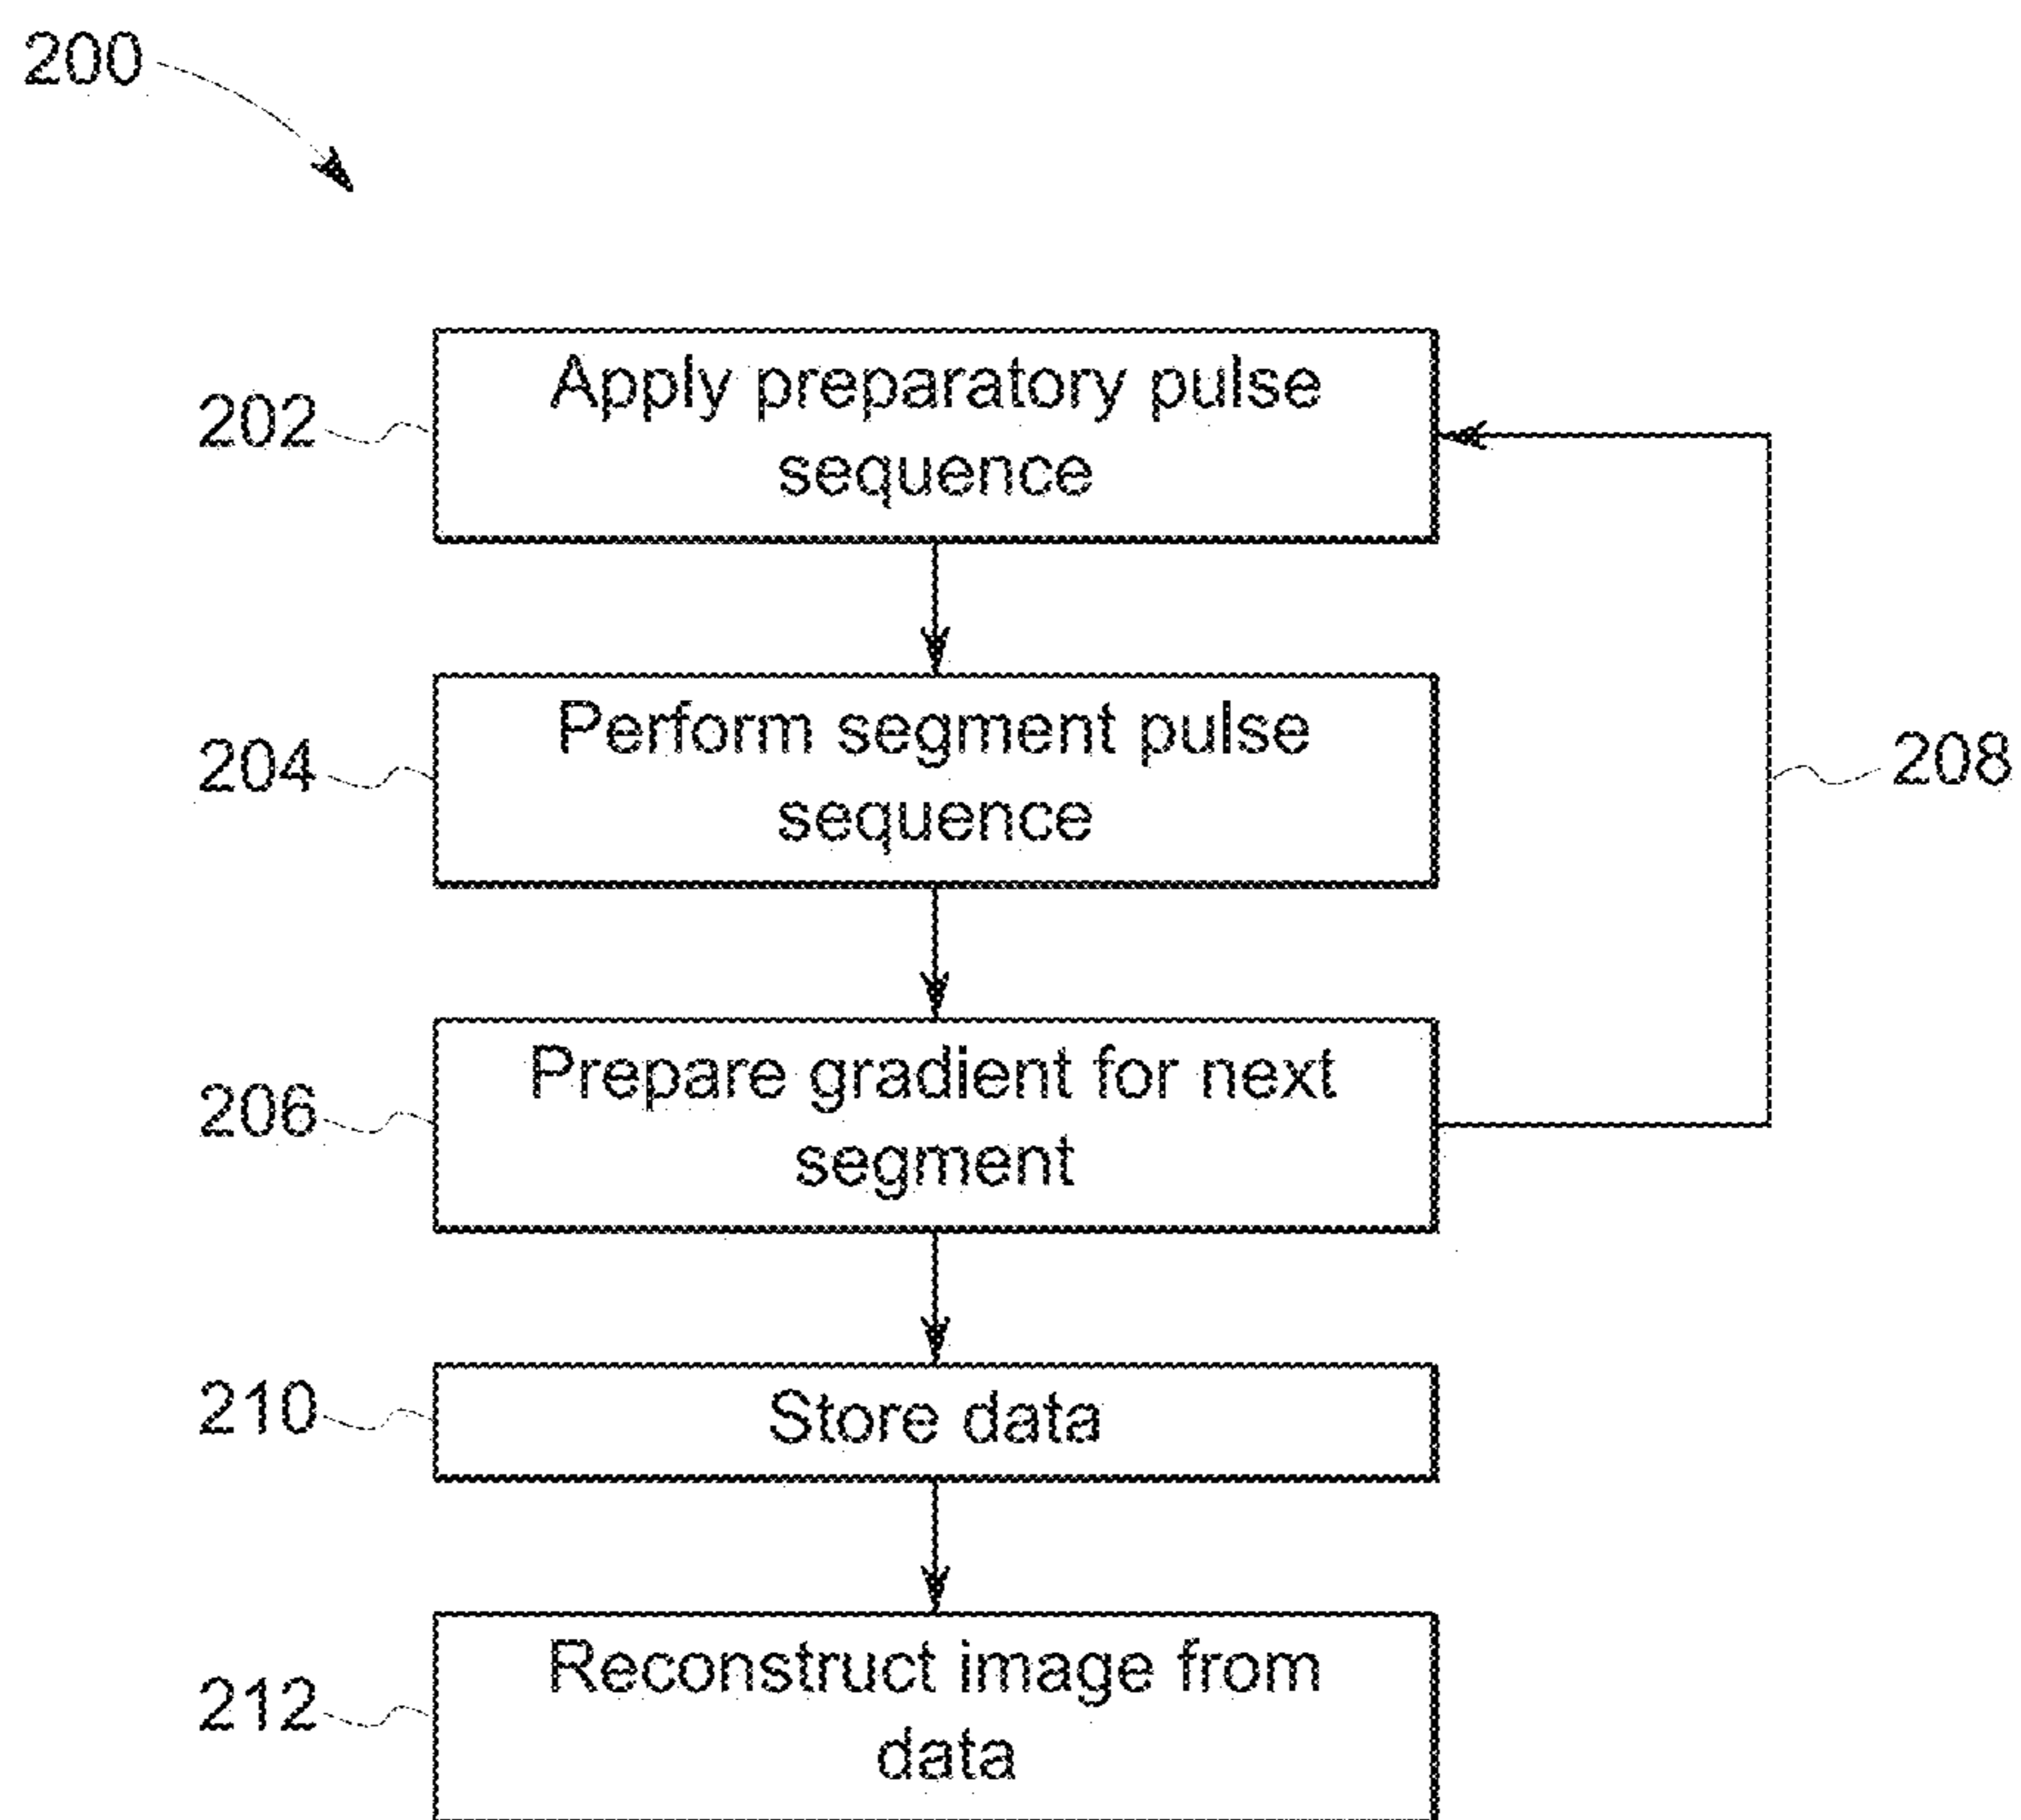 200
202
Apply preparatory pulse
sequence
204
Perform segment pulse
sequence
208
206
Prepare gradient for next
segment
210
Store data
212
Reconstruct image from
data